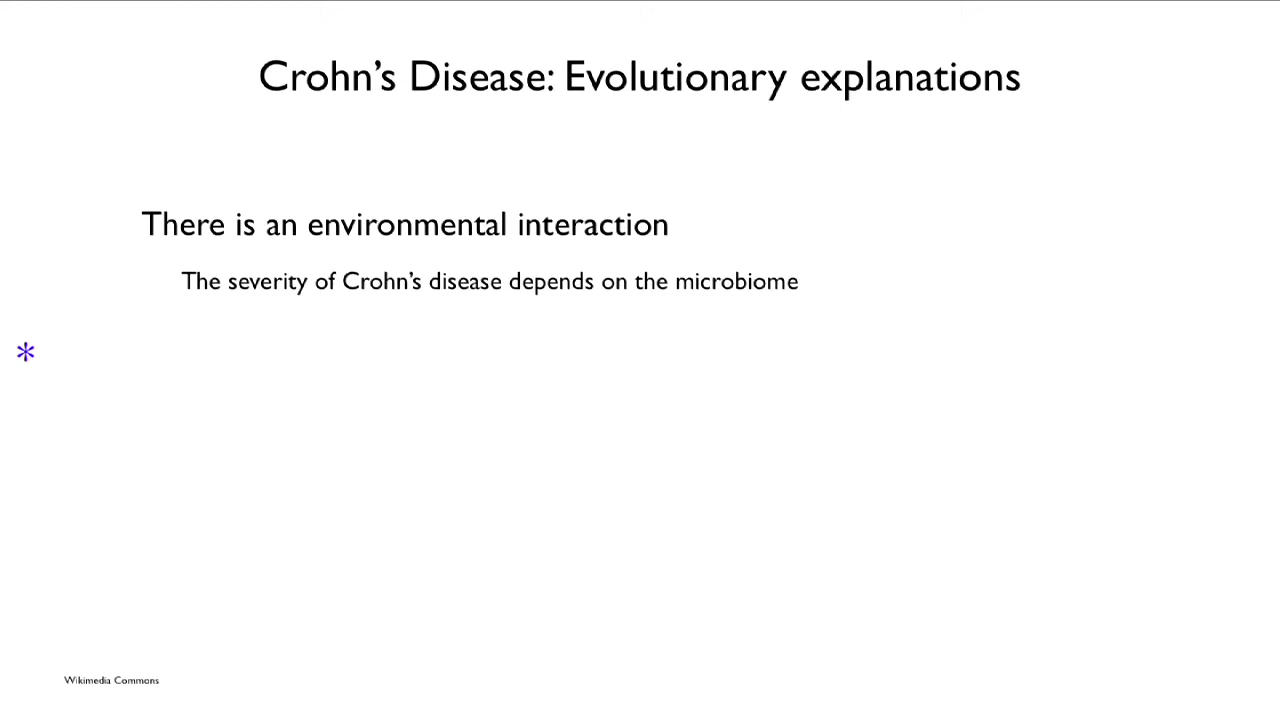 Crohn’s Disease: Evolutionary explanations
There is an environmental interaction
The severity of Crohn’s disease depends on the microbiome
*
Wikimedia Commons